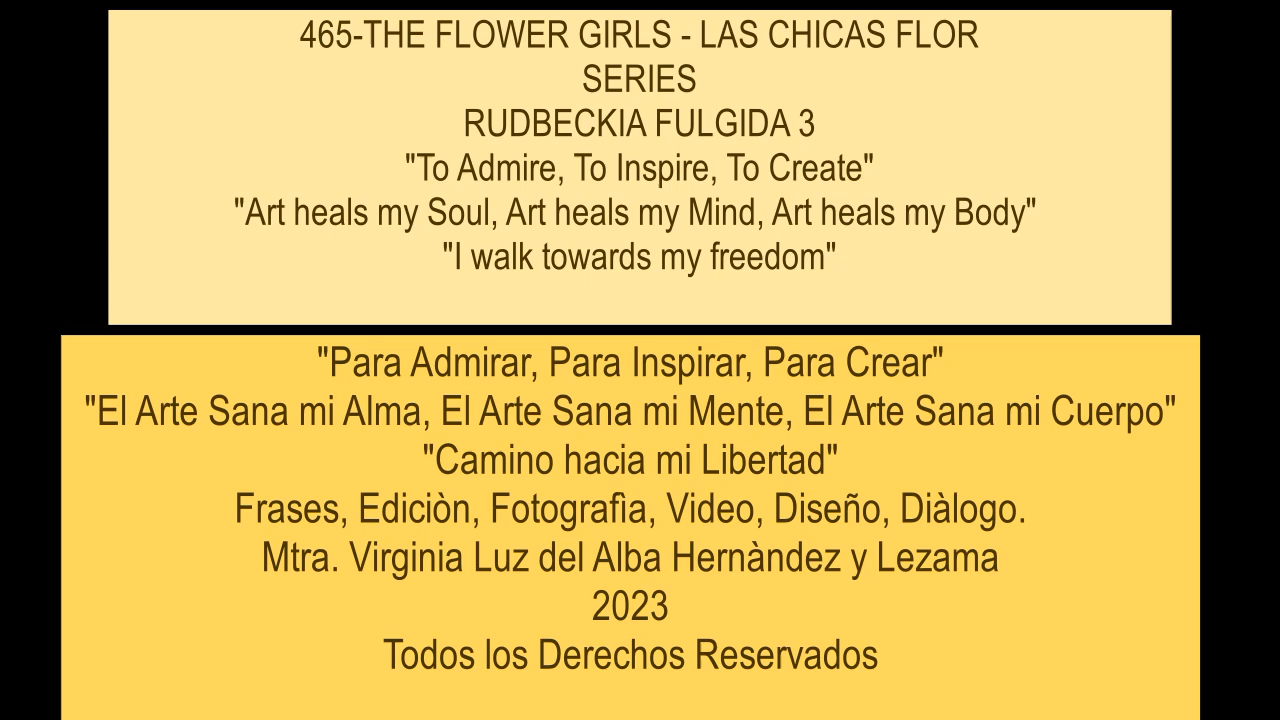 465-THE FLOWER GIRLS - LAS CHICAS FLOR
SERIES
RUDBECKIA FULGIDA 3
"To Admire, To Inspire, To Create"
"Art heals my Soul, Art heals my Mind, Art heals my Body"
"I walk towards my freedom"
"Para Admirar, Para Inspirar, Para Crear"
"El Arte Sana mi Alma, El Arte Sana mi Mente, El Arte Sana mi Cuerpo"
"Camino hacia mi Libertad"
Frases, Ediciòn, Fotografìa, Video, Diseño, Diàlogo.
Mtra. Virginia Luz del Alba Hernàndez y Lezama
2023
Todos los Derechos Reservados